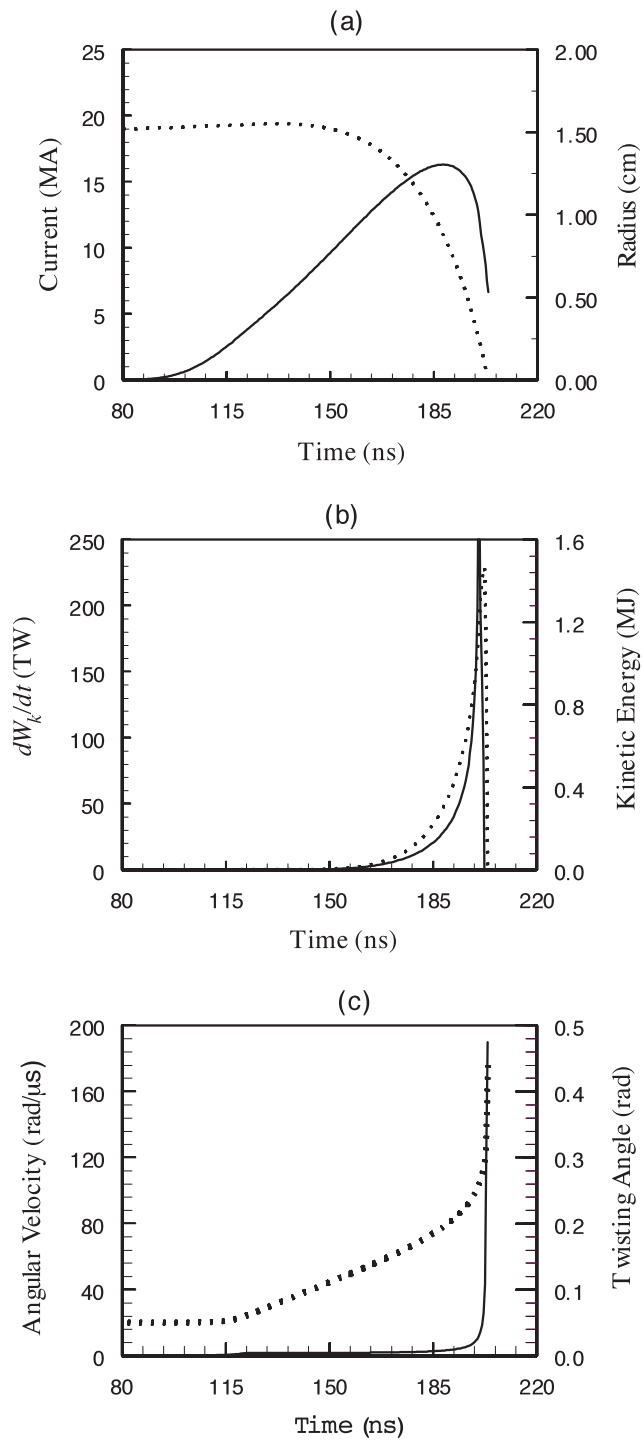 (a)
25
20
15
10
5
0
Current (MA)
2.00
1.50
1.00
0.50
0.00
Radius (cm)
80 115 150 185 220
Time (ns)
(b)
250
200
150
100
50
0
dWk/dt (TW)
1.6
1.2
0.8
0.4
0.0
Kinetic Energy (MJ)
80 115 150 185 220
Time (ns)
(c)
200
160
120
80
40
0
Angular Velocity (rad/μs)
0.5
0.4
0.3
0.2
0.1
0.0
Twisting Angle (rad)
80 115 150 185 220
Time (ns)